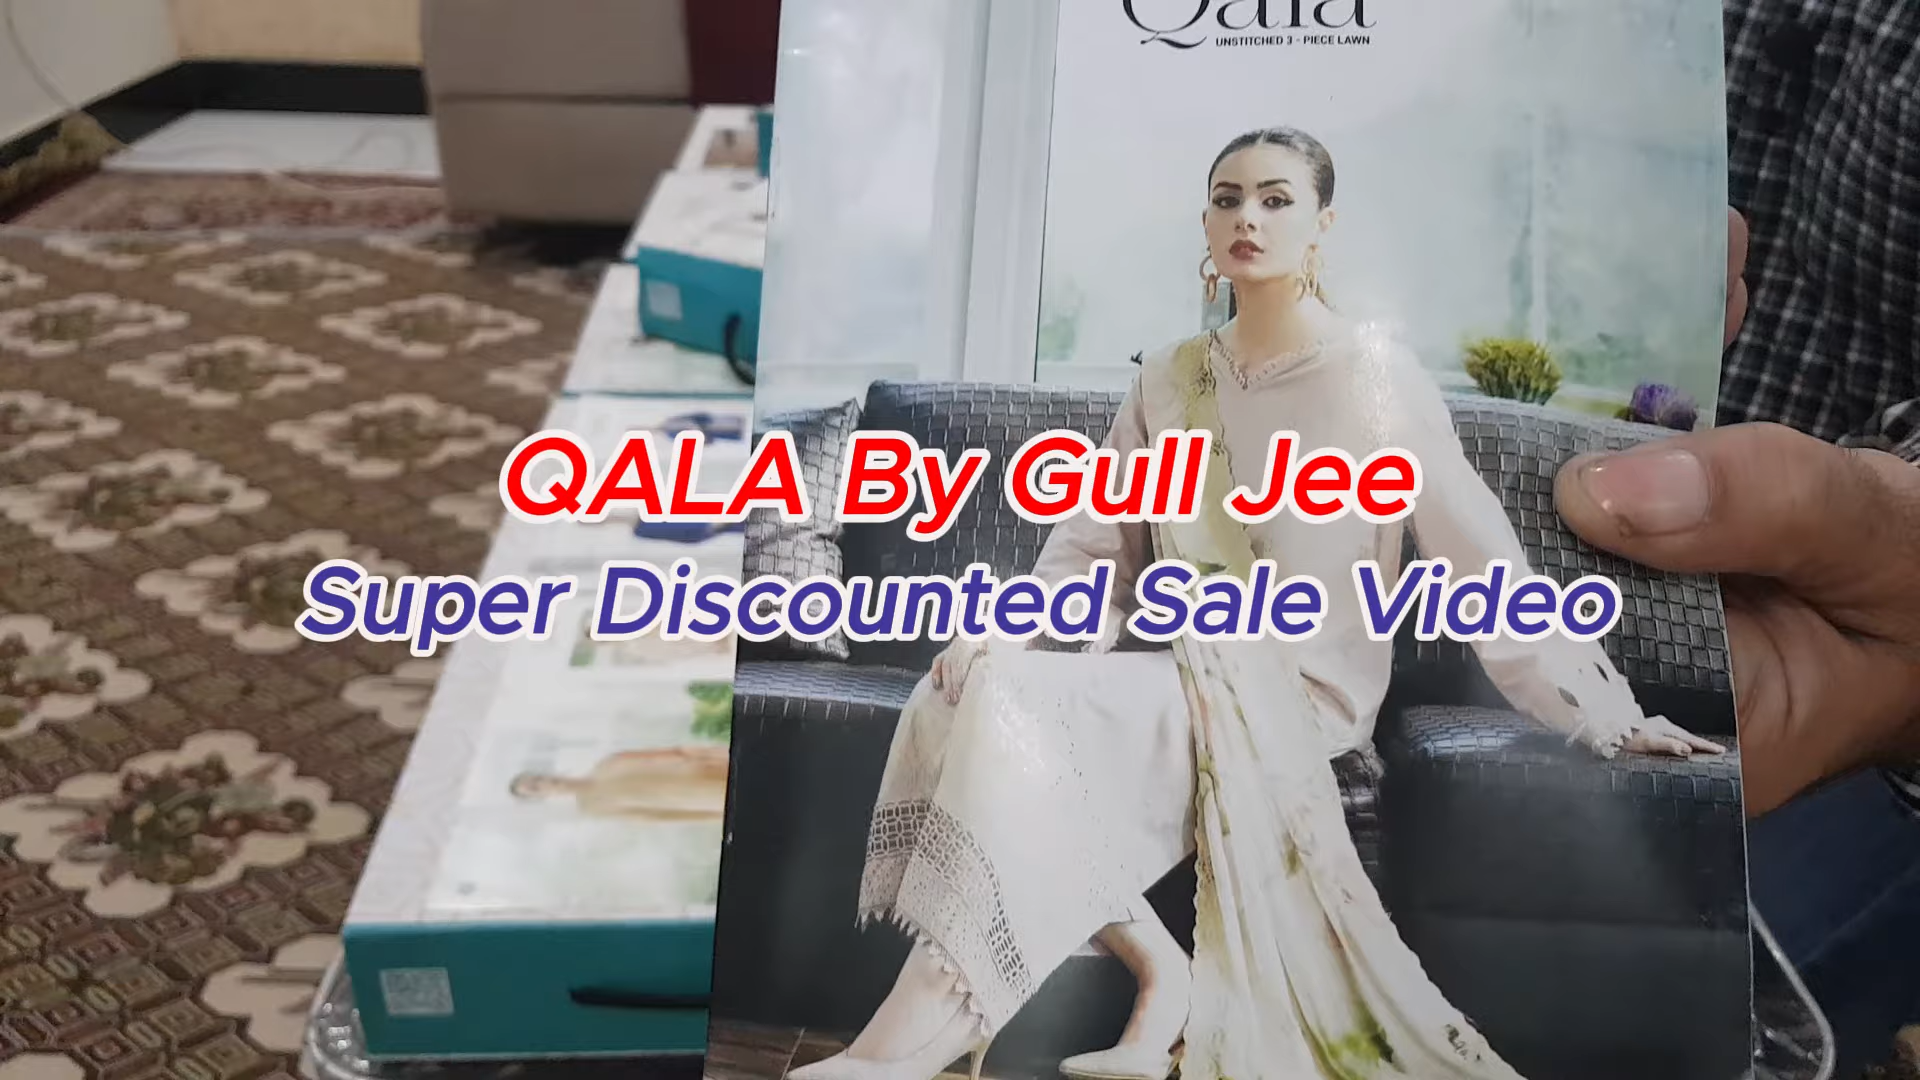 Qala
UNSTITCHED 3 - PIECE LAWN
QALA By Gull Jee
Super Discounted Sale Video